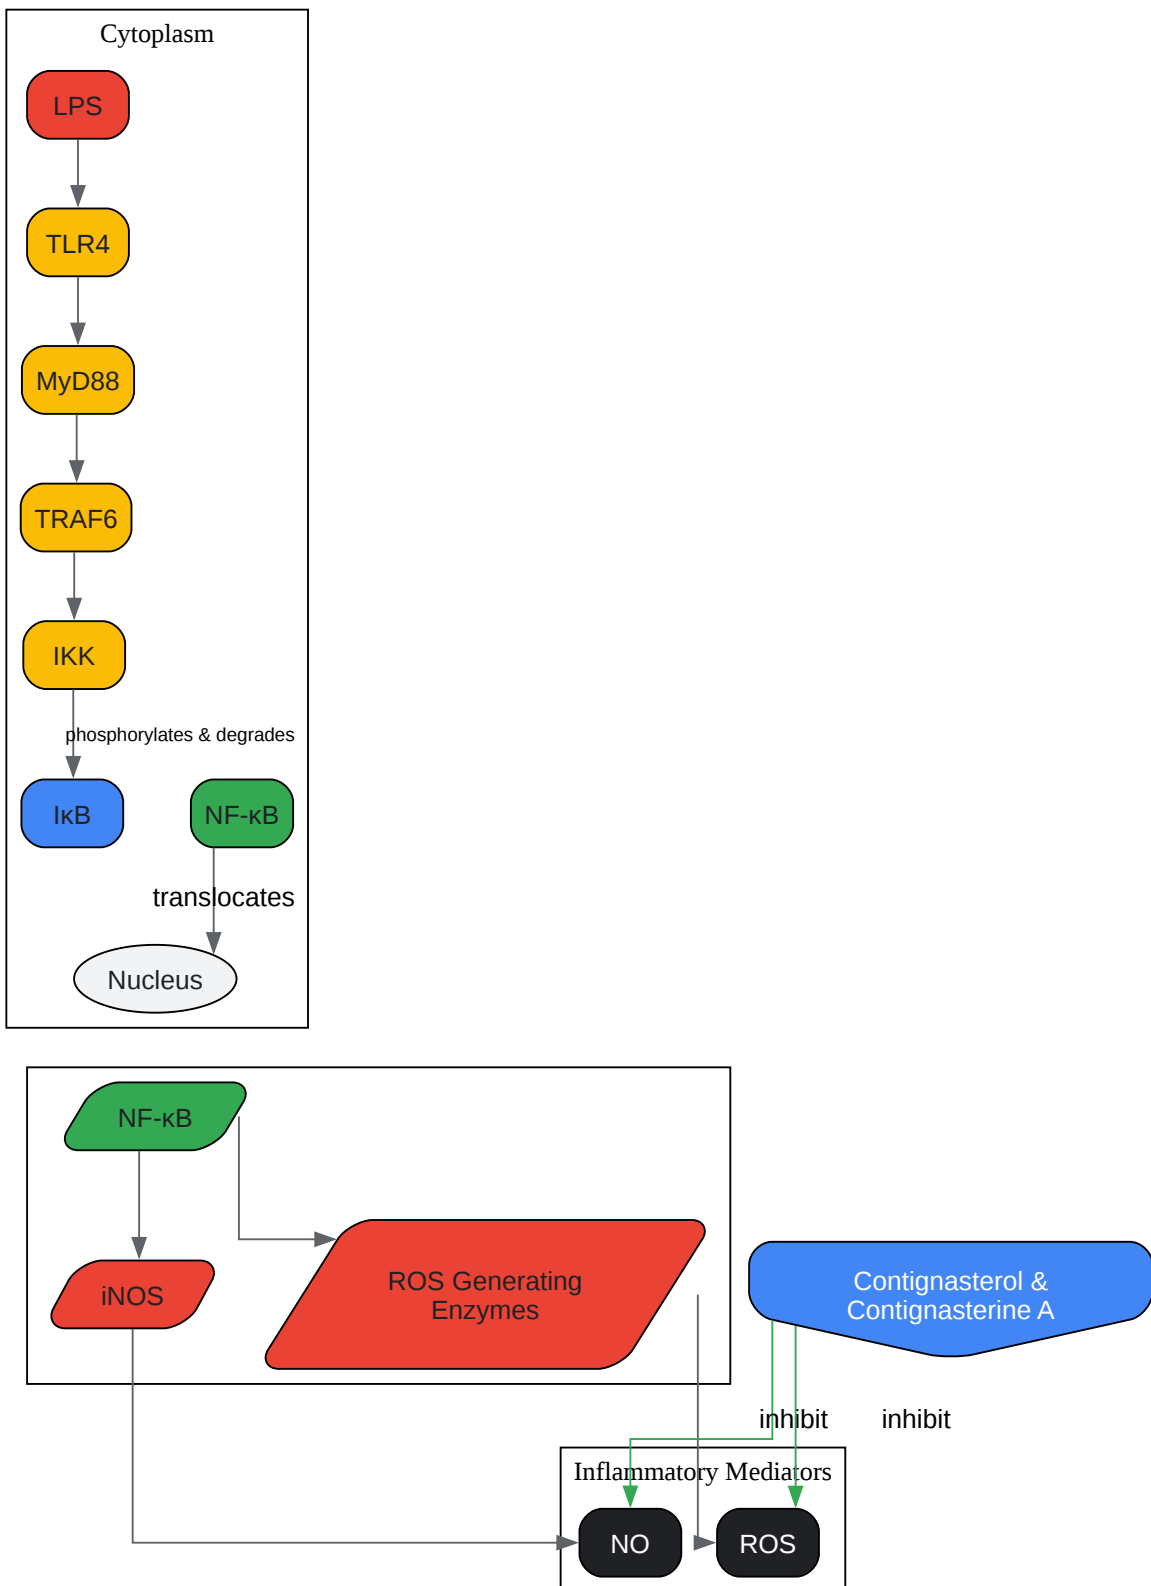 Cytoplasm
LPS
TLR4
MyD88
TRAF6
IKK
phosphorylates & degrades
IκB
NF-κB
translocates
Nucleus
NF-κB
iNOS
ROS Generating
Enzymes
Contignasterol &
Contignasterine A
inhibit
inhibit
Inflammatory Mediators
NO
ROS